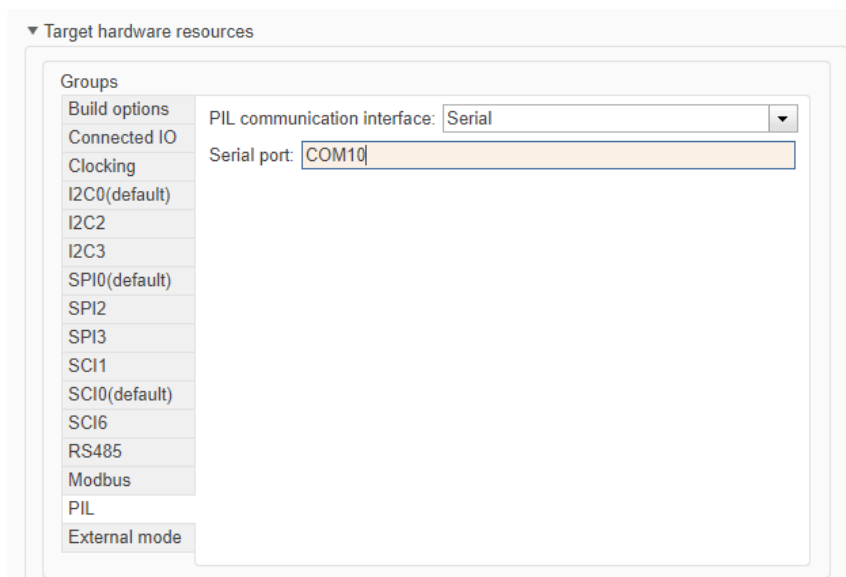 Target hardware resources
Groups
Build options
PIL communication interface: Serial
Connected IO
Serial port: COM10
Clocking
I2C0(default)
I2C2
I2C3
SPI0(default)
SPI2
SPI3
SCI1
SCI0(default)
SCI6
RS485
Modbus
PIL
External mode